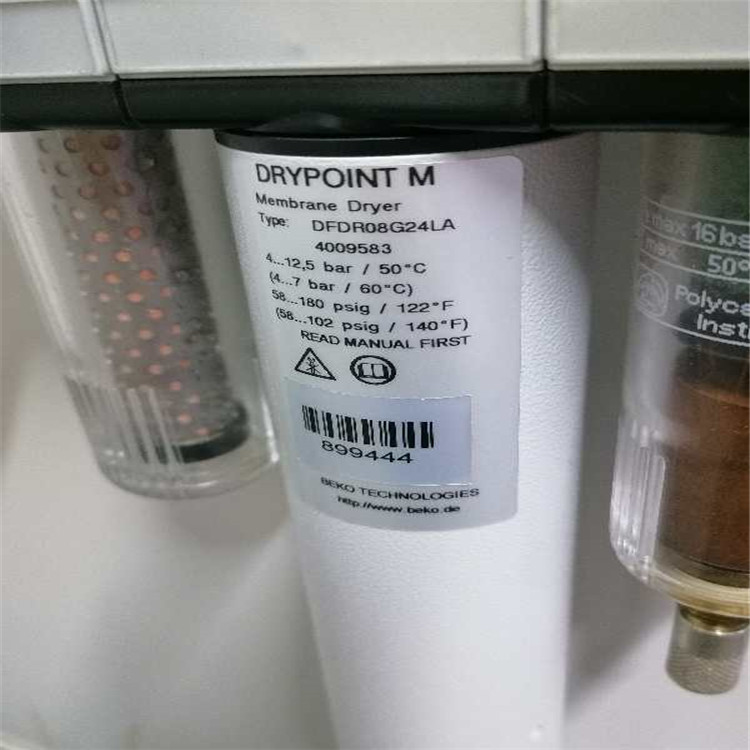 DRYPOINT M
Membrane Dryer
Type: DFDR08G24LA
4009583
4...12,5 bar / 50°C
(4...7 bar / 60°C)
58...180 psig / 122°F
(58...102 psig / 140°F)
READ MANUAL FIRST
899444
BEKO TECHNOLOGIES
http://www.beko.de
max 16 ba
max 50°
Polyca
Inst